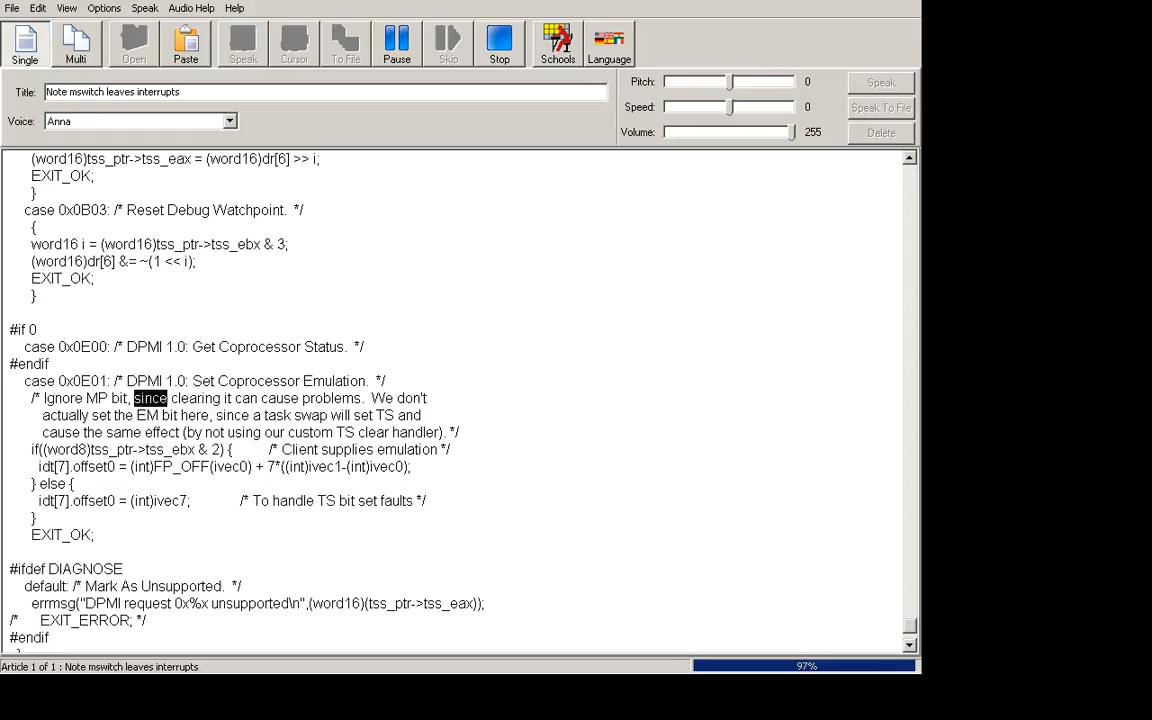 File Edit View Options Speak Audio Help Help
Single Multi Open Paste Speak Cursor To File Pause Skip Stop Schools Language
Title: Note mswitch leaves interrupts
Voice: Anna
Pitch: 0 Speak
Speed: 0 Speak To File
Volume: 255 Delete
(word16)tss_ptr->tss_eax = (word16)dr[6] >> i;
EXIT_OK;
}
case 0x0B03: /* Reset Debug Watchpoint. */
{
word16 i = (word16)tss_ptr->tss_ebx & 3;
(word16)dr[6] &= ~(1 << i);
EXIT_OK;
}
#if 0
case 0x0E00: /* DPMI 1.0: Get Coprocessor Status. */
#endif
case 0x0E01: /* DPMI 1.0: Set Coprocessor Emulation. */
/* Ignore MP bit, since clearing it can cause problems. We don't
actually set the EM bit here, since a task swap will set TS and
cause the same effect (by not using our custom TS clear handler). */
if((word8)tss_ptr->tss_ebx & 2) { /* Client supplies emulation */
idt[7].offset0 = (int)FP_OFF(ivec0) + 7*((int)ivec1-(int)ivec0);
} else {
idt[7].offset0 = (int)ivec7; /* To handle TS bit set faults */
}
EXIT_OK;
#ifdef DIAGNOSE
default: /* Mark As Unsupported. */
errmsg("DPMI request 0x%x unsupported\n",(word16)(tss_ptr->tss_eax));
/* EXIT_ERROR; */
#endif
Article 1 of 1 : Note mswitch leaves interrupts 97%